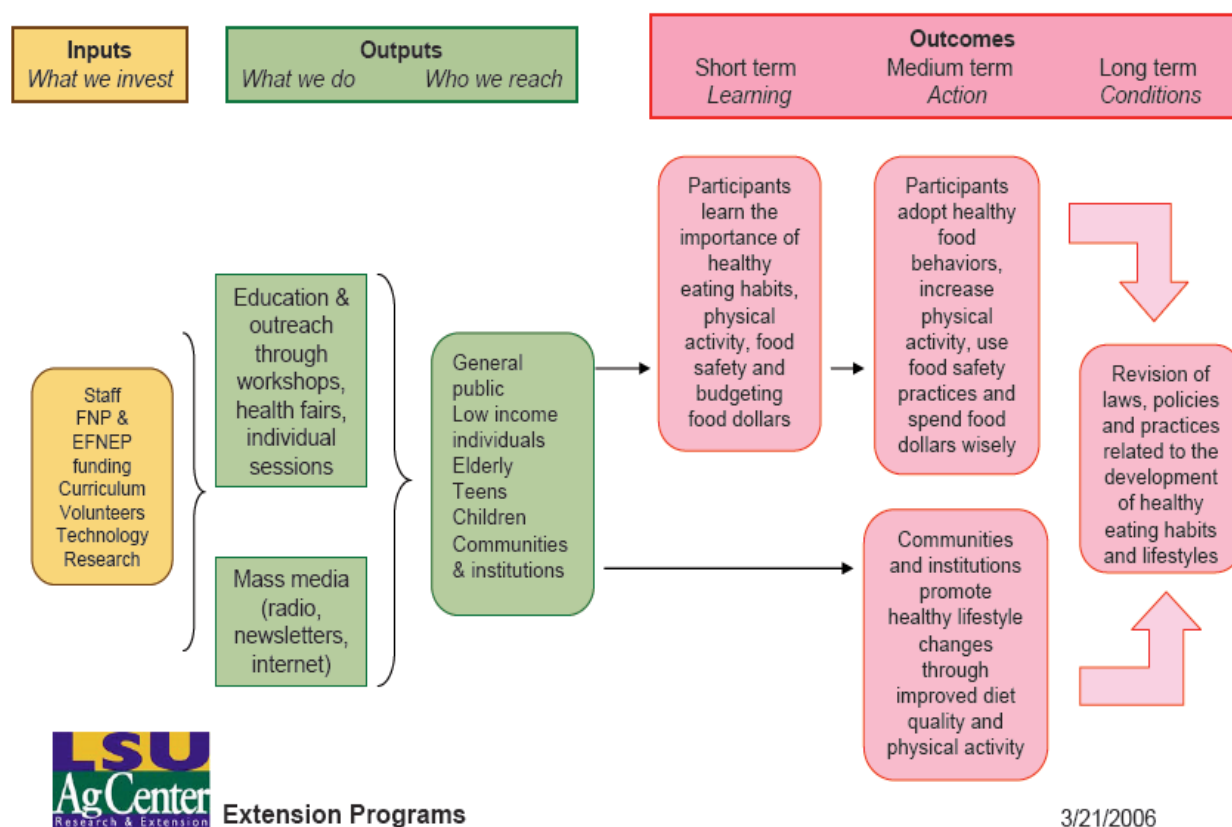 Inputs
What we invest
Outputs
What we do Who we reach
Outcomes
Short term Medium term Long term
Learning Action Conditions
Staff
FNP &
EFNEP
funding
Curriculum
Volunteers
Technology
Research
Education &
outreach
through
workshops,
health fairs,
individual
sessions
Mass media
(radio,
newsletters,
internet)
General
public
Low income
individuals
Elderly
Teens
Children
Communities
& institutions
Participants
learn the
importance of
healthy
eating habits,
physical
activity, food
safety and
budgeting
food dollars
Participants
adopt healthy
food
behaviors,
increase
physical
activity, use
food safety
practices and
spend food
dollars wisely
Communities
and institutions
promote
healthy lifestyle
changes
through
improved diet
quality and
physical activity
Revision of
laws, policies
and practices
related to the
development
of healthy
eating habits
and lifestyles
LSU
AgCenter
Research & Extension
Extension Programs
3/21/2006